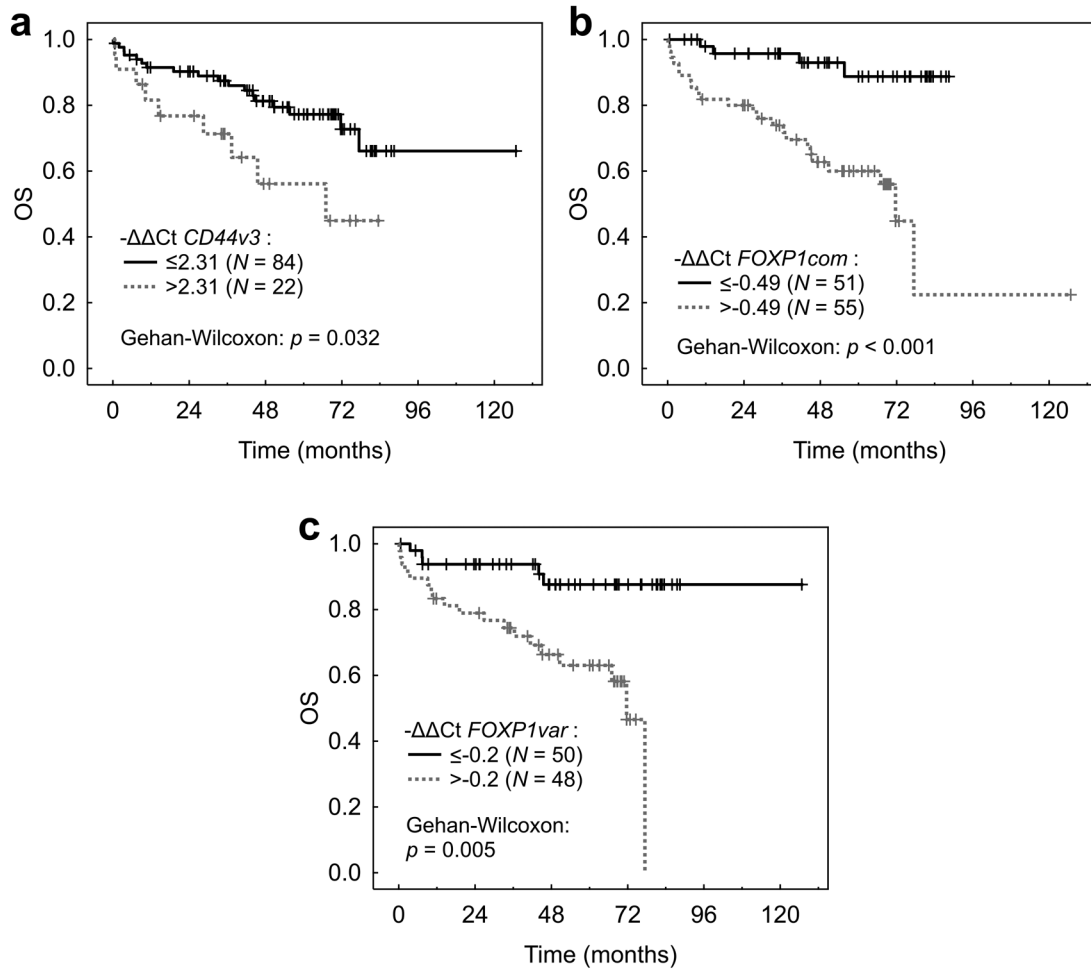 a
1.0
0.8
0.6
0.4
0.2
0.0
OS
-ΔΔCt CD44v3 :
≤2.31 (N = 84)
>2.31 (N = 22)
Gehan-Wilcoxon: p = 0.032
0 24 48 72 96 120
Time (months)
b
1.0
0.8
0.6
0.4
0.2
0.0
OS
-ΔΔCt FOXP1com :
≤-0.49 (N = 51)
>-0.49 (N = 55)
Gehan-Wilcoxon: p < 0.001
0 24 48 72 96 120
Time (months)
c
1.0
0.8
0.6
0.4
0.2
0.0
OS
-ΔΔCt FOXP1var :
≤-0.2 (N = 50)
>-0.2 (N = 48)
Gehan-Wilcoxon:
p = 0.005
0 24 48 72 96 120
Time (months)